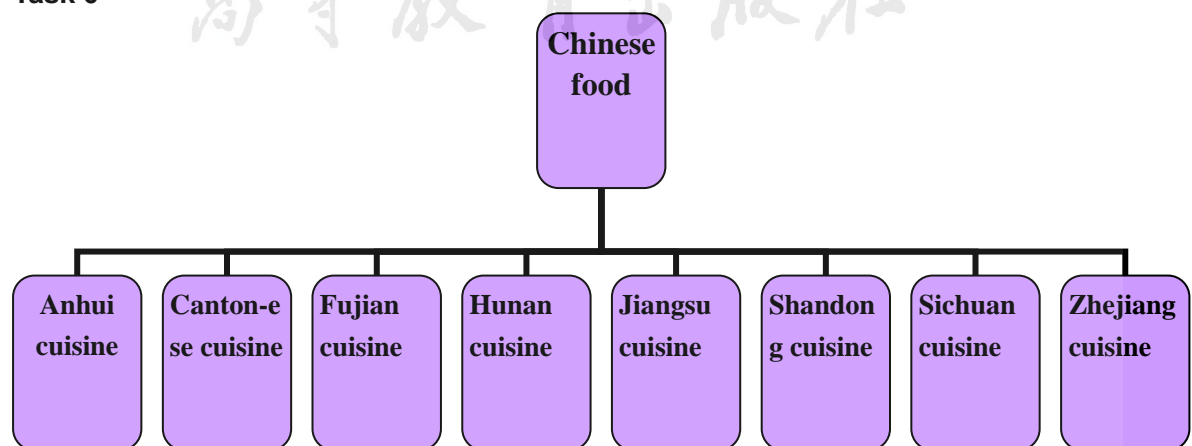 Chinese
food
Anhui
cuisine
Canton-e
se cuisine
Fujian
cuisine
Hunan
cuisine
Jiangsu
cuisine
Shandon
g cuisine
Sichuan
cuisine
Zhejiang
cuisine